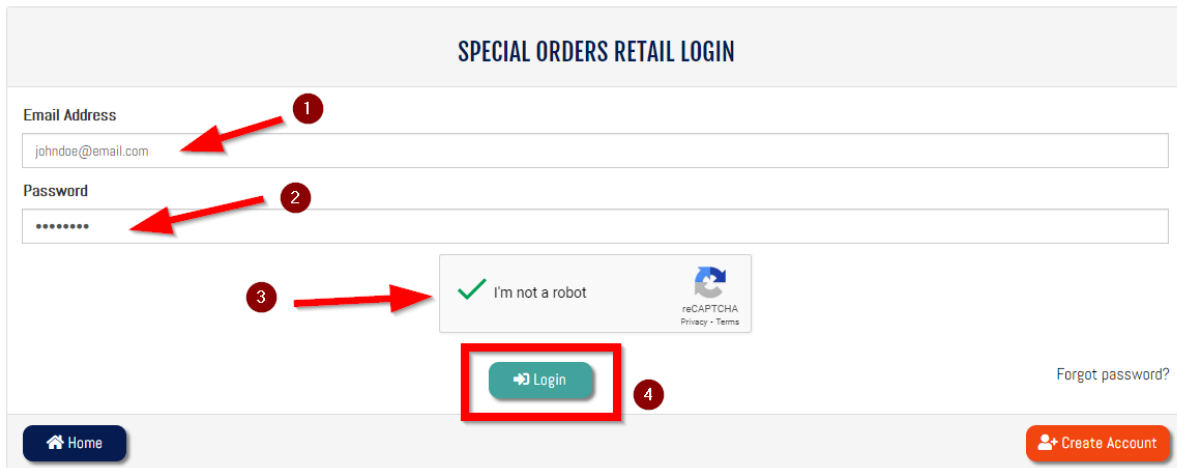 SPECIAL ORDERS RETAIL LOGIN
1
Email Address
johndoe@email.com
Password
2
••••••••
3
I'm not a robot
reCAPTCHA
Privacy - Terms
Login
4
Forgot password?
Home
Create Account